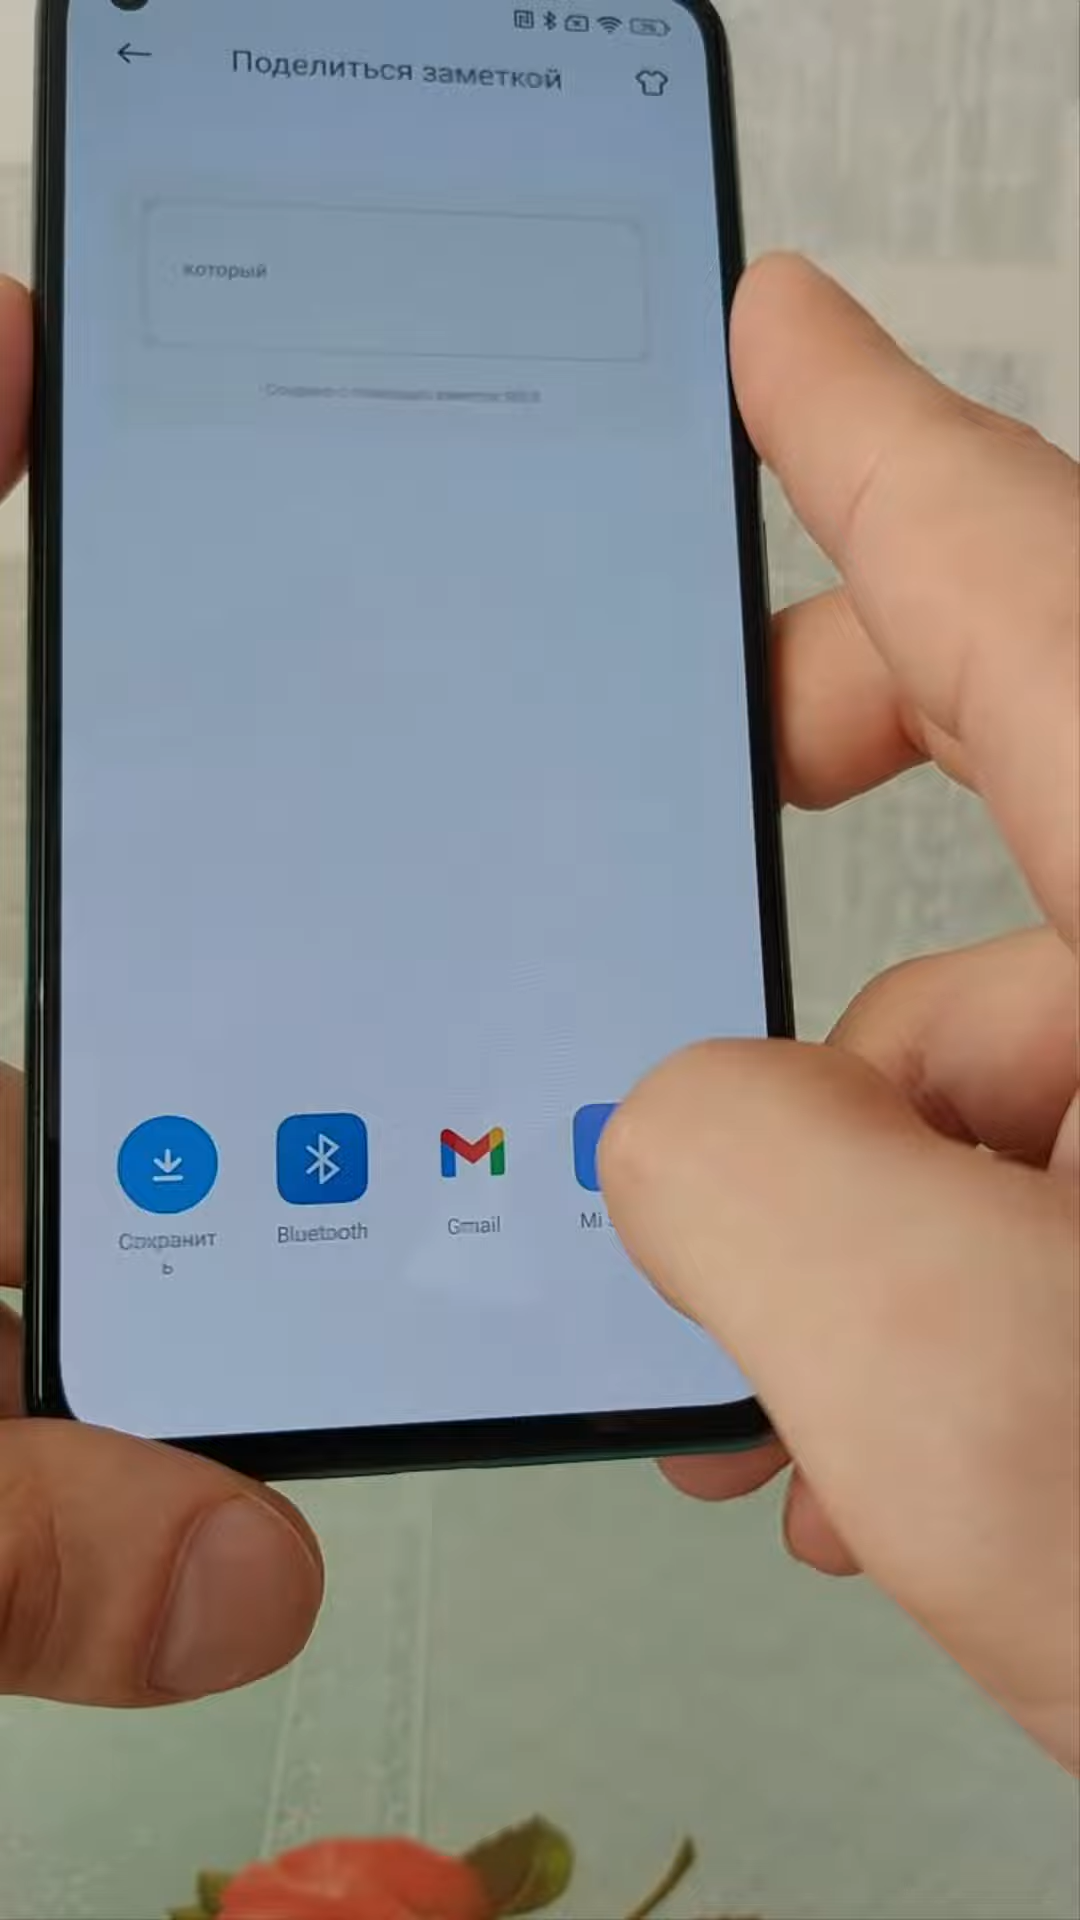 Поделиться заметкой
который
Сохранит
ь
Bluetooth
Gmail
Mi